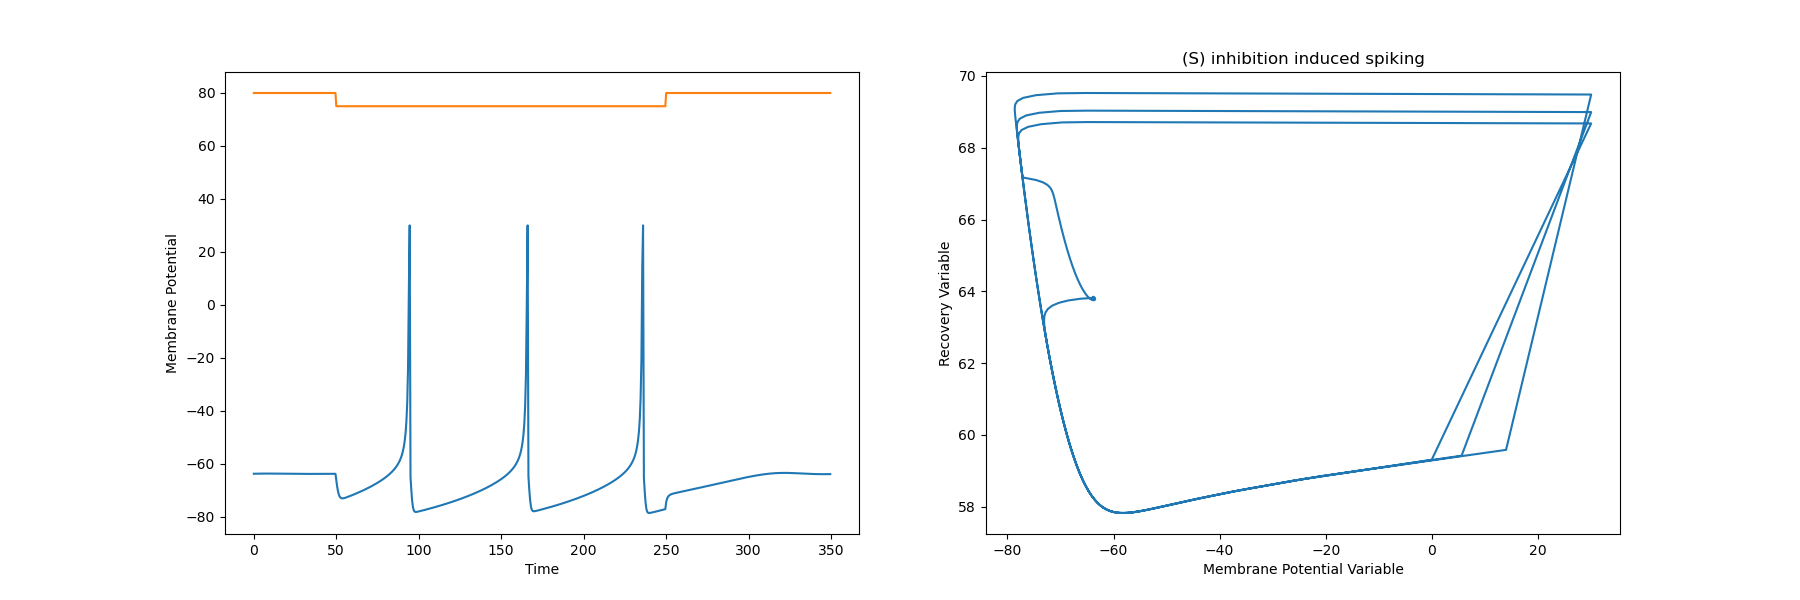 80
60
40
20
0
−20
−40
−60
−80
Membrane Potential
0 50 100 150 200 250 300 350
Time
(S) inhibition induced spiking
70
68
66
64
62
60
58
Recovery Variable
−80 −60 −40 −20 0 20
Membrane Potential Variable